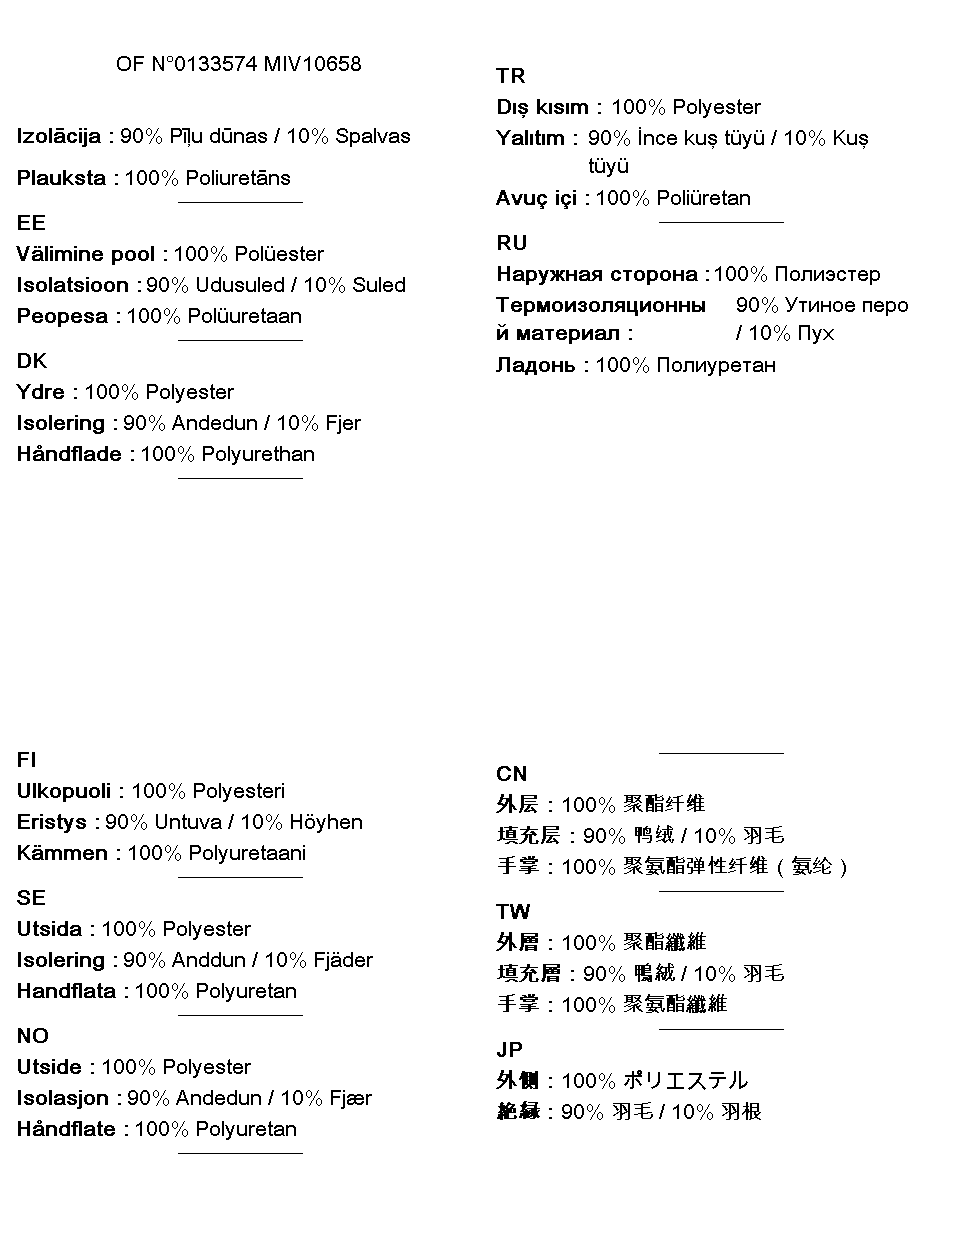 OF N°0133574 MIV10658
Izolācija : 90% Pīļu dūnas / 10% Spalvas
Plauksta : 100% Poliuretāns
EE
Välimine pool : 100% Polüester
Isolatsioon : 90% Udusuled / 10% Suled
Peopesa : 100% Polüuretaan
DK
Ydre : 100% Polyester
Isolering : 90% Andedun / 10% Fjer
Håndflade : 100% Polyurethan
TR
Dış kısım : 100% Polyester
Yalıtım : 90% İnce kuş tüyü / 10% Kuş
tüyü
Avuç içi : 100% Poliüretan
RU
Наружная сторона : 100% Полиэстер
Термоизоляционны 90% Утиное перо
й материал : / 10% Пух
Ладонь : 100% Полиуретан
FI
Ulkopuoli : 100% Polyesteri
Eristys : 90% Untuva / 10% Höyhen
Kämmen : 100% Polyuretaani
SE
Utsida : 100% Polyester
Isolering : 90% Anddun / 10% Fjäder
Handflata : 100% Polyuretan
NO
Utside : 100% Polyester
Isolasjon : 90% Andedun / 10% Fjær
Håndflate : 100% Polyuretan
CN
外层 : 100% 聚酯纤维
填充层 : 90% 鸭绒 / 10% 羽毛
手掌 : 100% 聚氨酯弹性纤维（氨纶）
TW
外層 : 100% 聚酯纖維
填充層 : 90% 鴨絨 / 10% 羽毛
手掌 : 100% 聚氨酯纖維
JP
外側 : 100% ポリエステル
絶縁 : 90% 羽毛 / 10% 羽根